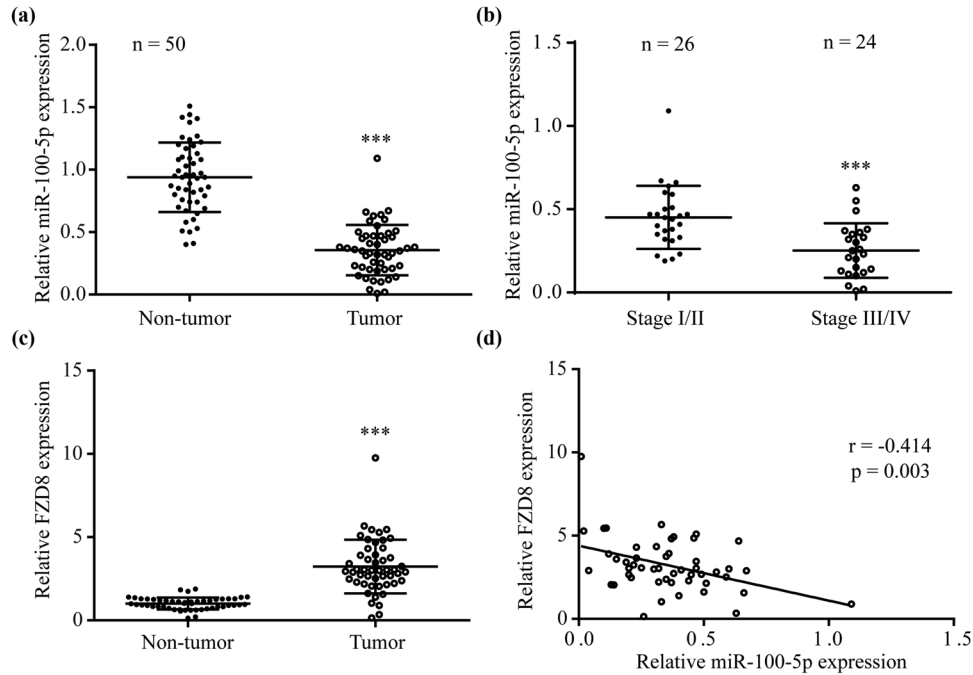 (a)
n = 50
Relative miR-100-5p expression
2.0
1.5
1.0
0.5
0.0
***
Non-tumor
Tumor
(b)
n = 26
n = 24
Relative miR-100-5p expression
1.5
1.0
0.5
0.0
***
Stage I/II
Stage III/IV
(c)
Relative FZD8 expression
15
10
5
0
***
Non-tumor
Tumor
(d)
Relative FZD8 expression
15
10
5
0
r = -0.414
p = 0.003
0.0
0.5
1.0
1.5
Relative miR-100-5p expression